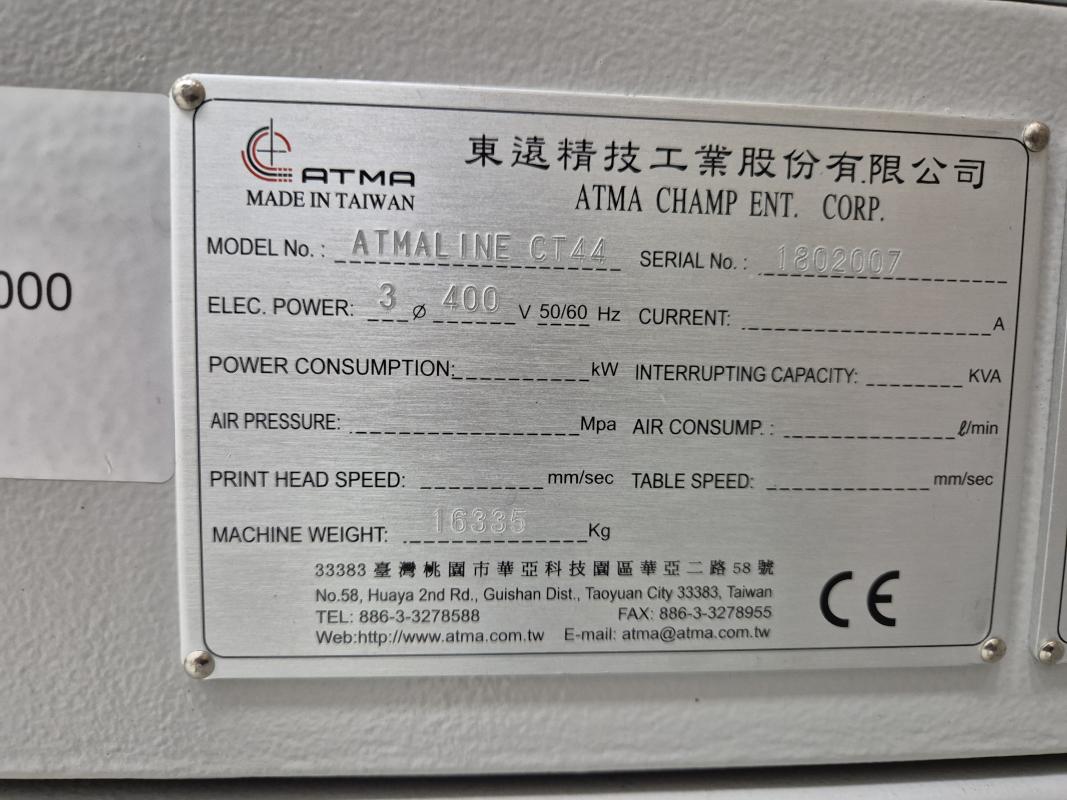 000
ATMA
MADE IN TAIWAN
東遠精技工業股份有限公司
ATMA CHAMP ENT. CORP.
MODEL No. : ATMALINE CT44 SERIAL No. : 1802007
ELEC. POWER: 3 ø 400 V 50/60 Hz CURRENT: A
POWER CONSUMPTION: kW INTERRUPTING CAPACITY: KVA
AIR PRESSURE: Mpa AIR CONSUMP. : ℓ/min
PRINT HEAD SPEED: mm/sec TABLE SPEED: mm/sec
MACHINE WEIGHT: 16335 Kg
33383 臺灣桃園市華亞科技園區華亞二路 58 號
No.58, Huaya 2nd Rd., Guishan Dist., Taoyuan City 33383, Taiwan
TEL: 886-3-3278588 FAX: 886-3-3278955
Web:http://www.atma.com.tw E-mail: atma@atma.com.tw
CE